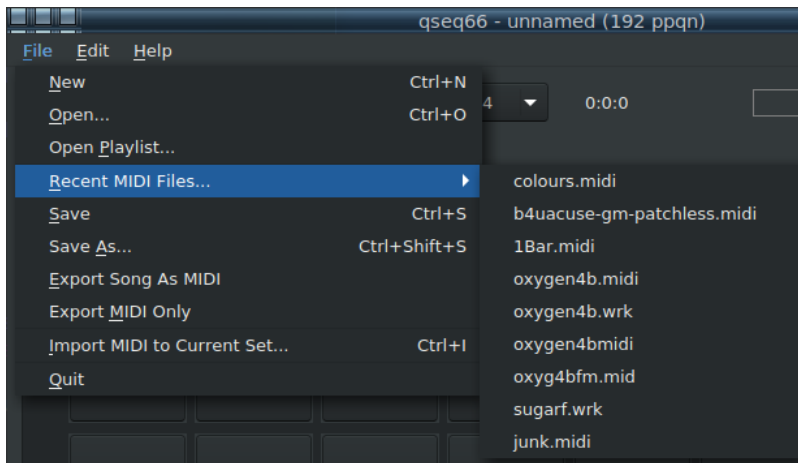 qseq66 - unnamed (192 ppqn)
File Edit Help
New Ctrl+N
Open... Ctrl+O
Open Playlist...
Recent MIDI Files...
Save Ctrl+S
Save As... Ctrl+Shift+S
Export Song As MIDI
Export MIDI Only
Import MIDI to Current Set... Ctrl+I
Quit
4 0:0:0
colours.midi
b4uacuse-gm-patchless.midi
1Bar.midi
oxygen4b.midi
oxygen4b.wrk
oxygen4bmidi
oxyg4bfm.mid
sugarf.wrk
junk.midi